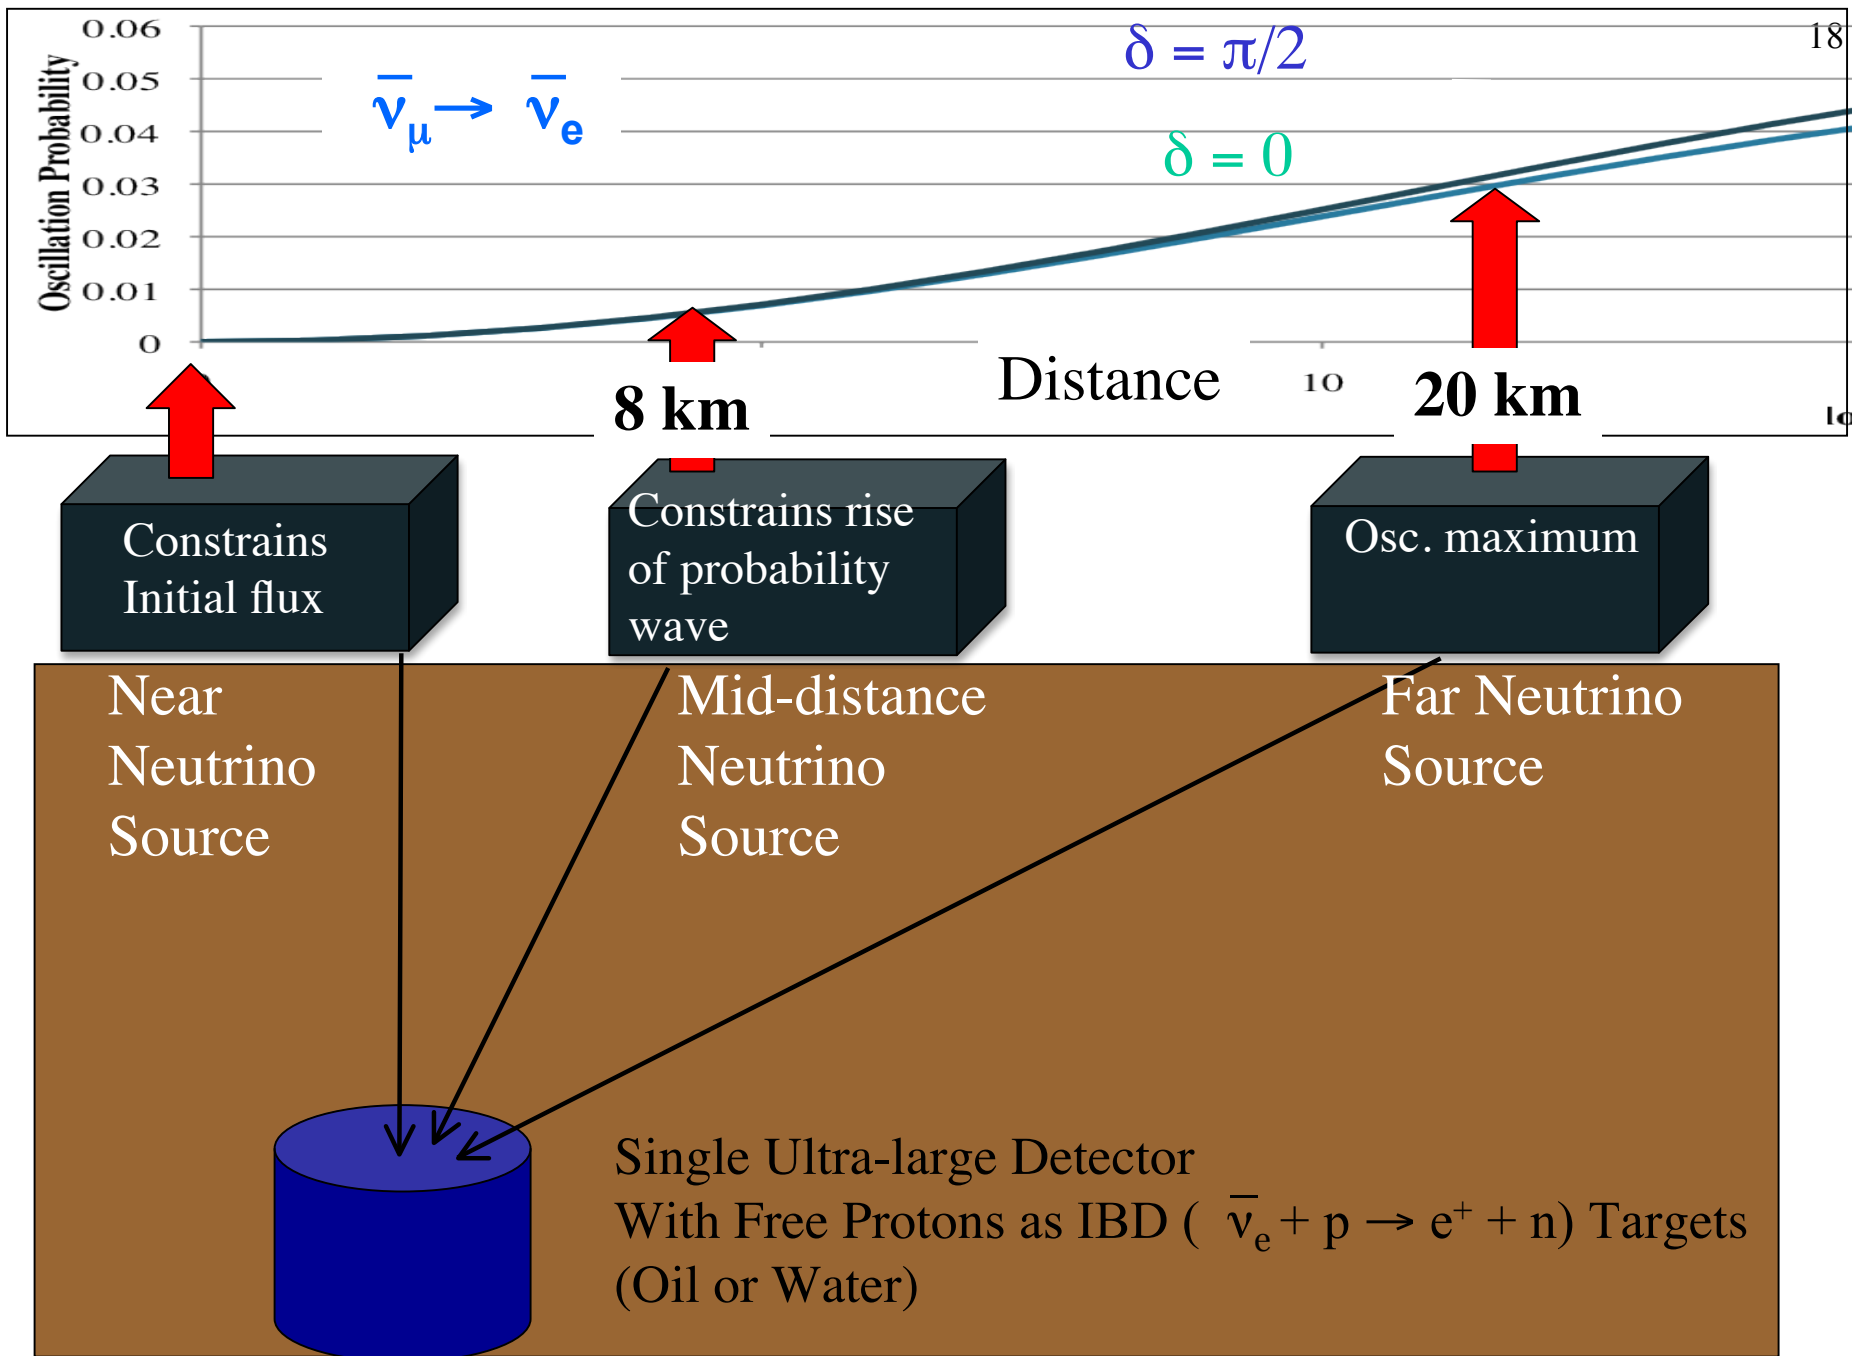 18
0.06
0.05
0.04
0.03
0.02
0.01
0
Oscillation Probability
ν̅μ → ν̅e
δ = π/2
δ = 0
Distance
10
8 km
20 km
Constrains
Initial flux
Constrains rise
of probability
wave
Osc. maximum
Near
Neutrino
Source
Mid-distance
Neutrino
Source
Far Neutrino
Source
Single Ultra-large Detector
With Free Protons as IBD ( ν̅e + p → e⁺ + n) Targets
(Oil or Water)